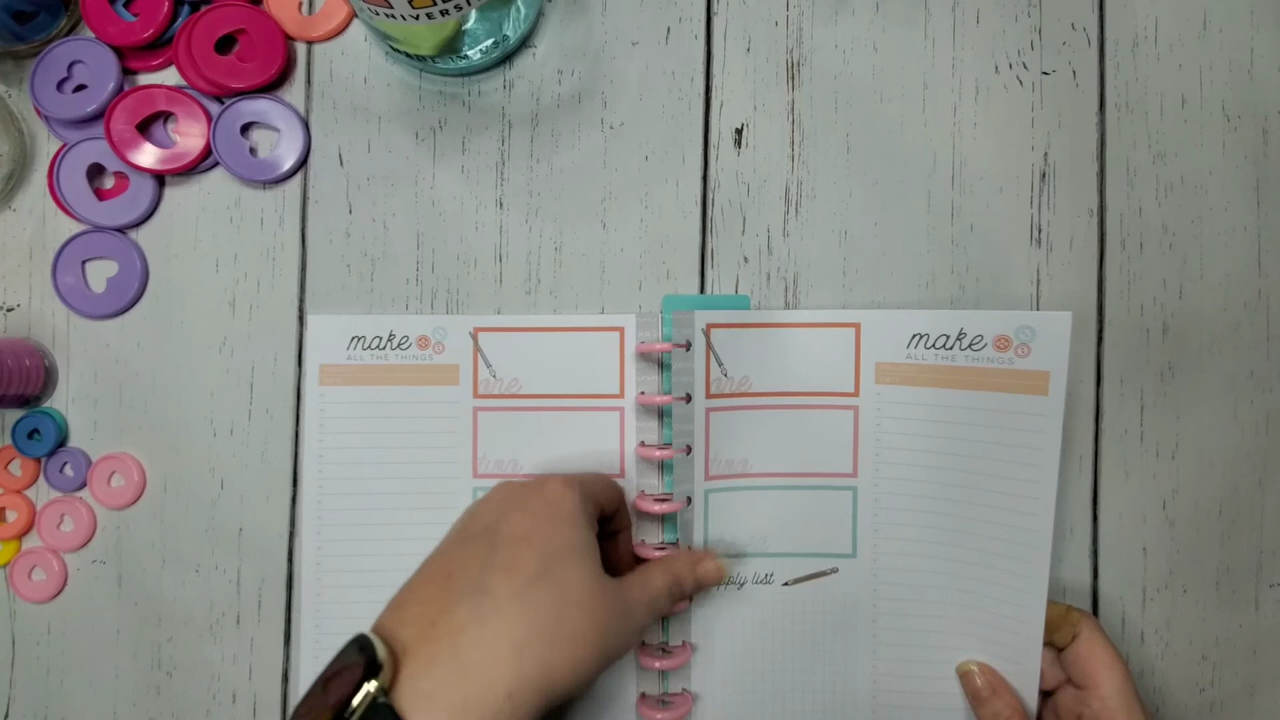 UNIVERSI
make
ALL THE THINGS
one
two
one
two
pply list
make
ALL THE THINGS